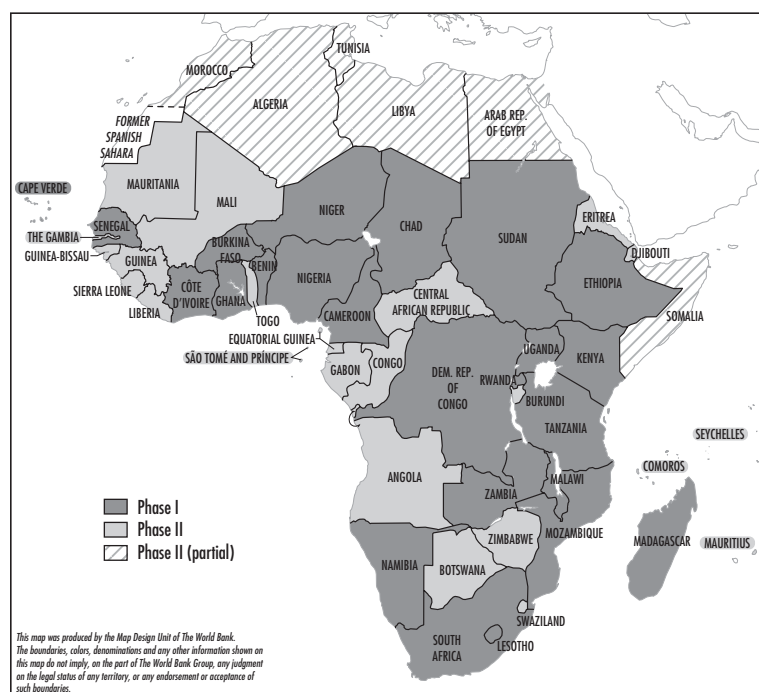 MOROCCO
TUNISIA
ALGERIA
LIBYA
ARAB REP.
OF EGYPT
FORMER
SPANISH
SAHARA
MAURITANIA
MALI
NIGER
CHAD
SUDAN
ERITREA
CAPE VERDE
SENEGAL
THE GAMBIA
GUINEA-BISSAU
GUINEA
SIERRA LEONE
LIBERIA
CÔTE
D'IVOIRE
BURKINA
FASO
GHANA
TOGO
BENIN
NIGERIA
CAMEROON
CENTRAL
AFRICAN REPUBLIC
DJIBOUTI
ETHIOPIA
SOMALIA
EQUATORIAL GUINEA
SÂO TOMÉ AND PRÍNCIPE
GABON
CONGO
DEM. REP.
OF
CONGO
UGANDA
KENYA
RWANDA
BURUNDI
TANZANIA
SEYCHELLES
COMOROS
ANGOLA
ZAMBIA
MALAWI
MOZAMBIQUE
ZIMBABWE
MADAGASCAR
MAURITIUS
NAMIBIA
BOTSWANA
SWAZILAND
SOUTH
AFRICA
LESOTHO
Phase I
Phase II
Phase II (partial)
This map was produced by the Map Design Unit of The World Bank.
The boundaries, colors, denominations and any other information shown on
this map do not imply, on the part of The World Bank Group, any judgment
on the legal status of any territory, or any endorsement or acceptance of
such boundaries.